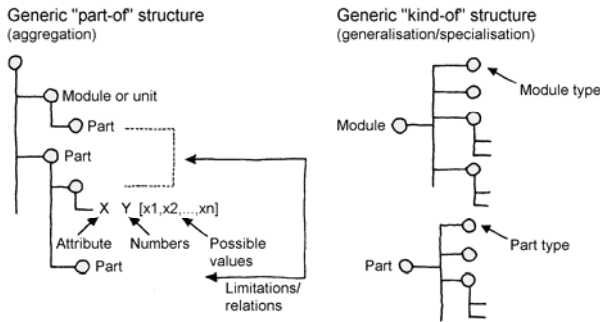 Generic "part-of" structure
(aggregation)
Module or unit
Part
Part
X Y [x1,x2,...,xn]
Attribute Numbers Possible
values
Part
Limitations/
relations
Generic "kind-of" structure
(generalisation/specialisation)
Module type
Module
Part type
Part